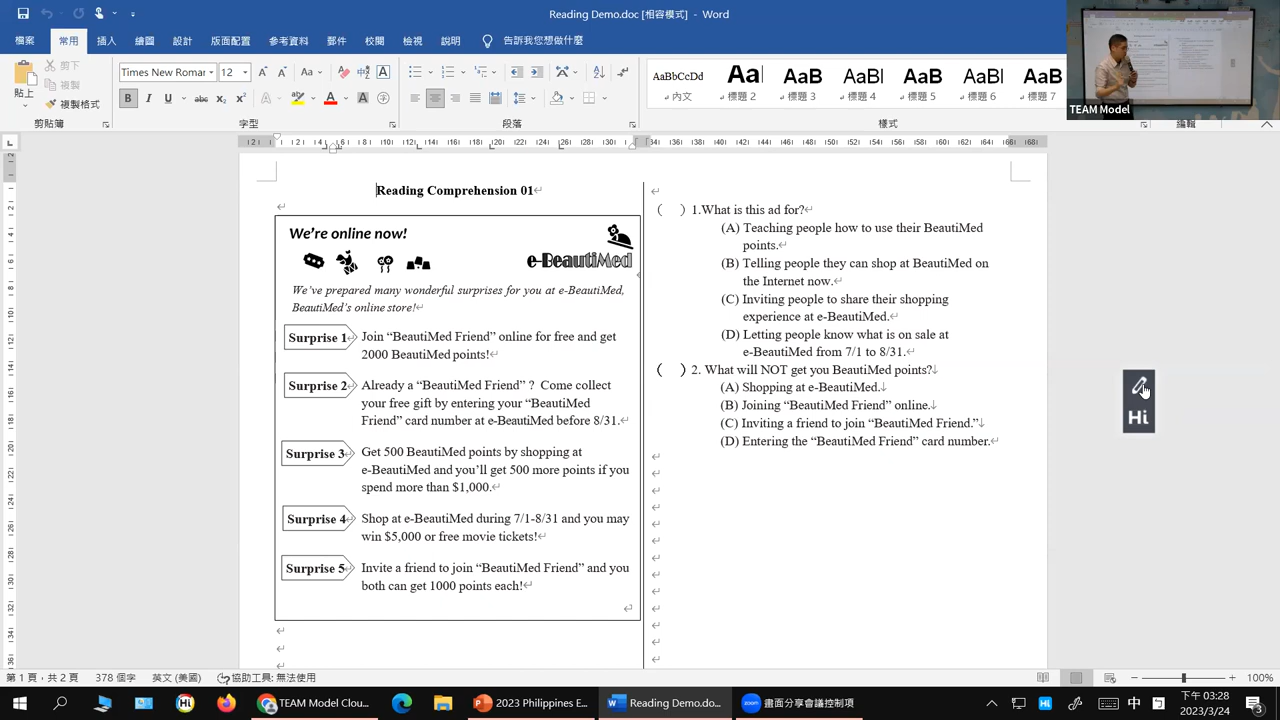 Reading Demo.doc [相容模式] - Word
檔案 常用 插入 繪圖 設計 版面配置 參考資料 郵件 校閱 檢視 說明 告訴我您想做什麼
剪下
複製
貼上 複製格式
剪貼簿
Times New Roman 12
字型
段落
AaBbCcDd 內文
標題 2
AaB 標題 3
標題 4
AaB 標題 5
標題 6
AaB 標題 7
樣式
編輯
TEAM Model
Reading Comprehension 01
We're online now!
e-BeautiMed
We've prepared many wonderful surprises for you at e-BeautiMed,
BeautiMed's online store!
Surprise 1 Join “BeautiMed Friend” online for free and get
2000 BeautiMed points!
Surprise 2 Already a “BeautiMed Friend” ? Come collect
your free gift by entering your “BeautiMed
Friend” card number at e-BeautiMed before 8/31.
Surprise 3 Get 500 BeautiMed points by shopping at
e-BeautiMed and you’ll get 500 more points if you
spend more than $1,000.
Surprise 4 Shop at e-BeautiMed during 7/1-8/31 and you may
win $5,000 or free movie tickets!
Surprise 5 Invite a friend to join “BeautiMed Friend” and you
both can get 1000 points each!
( ) 1.What is this ad for?
(A) Teaching people how to use their BeautiMed
points.
(B) Telling people they can shop at BeautiMed on
the Internet now.
(C) Inviting people to share their shopping
experience at e-BeautiMed.
(D) Letting people know what is on sale at
e-BeautiMed from 7/1 to 8/31.
( ) 2. What will NOT get you BeautiMed points?
(A) Shopping at e-BeautiMed.
(B) Joining “BeautiMed Friend” online.
(C) Inviting a friend to join “BeautiMed Friend.”
(D) Entering the “BeautiMed Friend” card number.
Hi
第 1 頁，共 2 頁 378 個字 英文 (美國) 協助工具: 無法使用 100%
TEAM Model Clou... 2023 Philippines E... Reading Demo.do... 畫面分享會議控制項
中
下午 03:28
2023/3/24